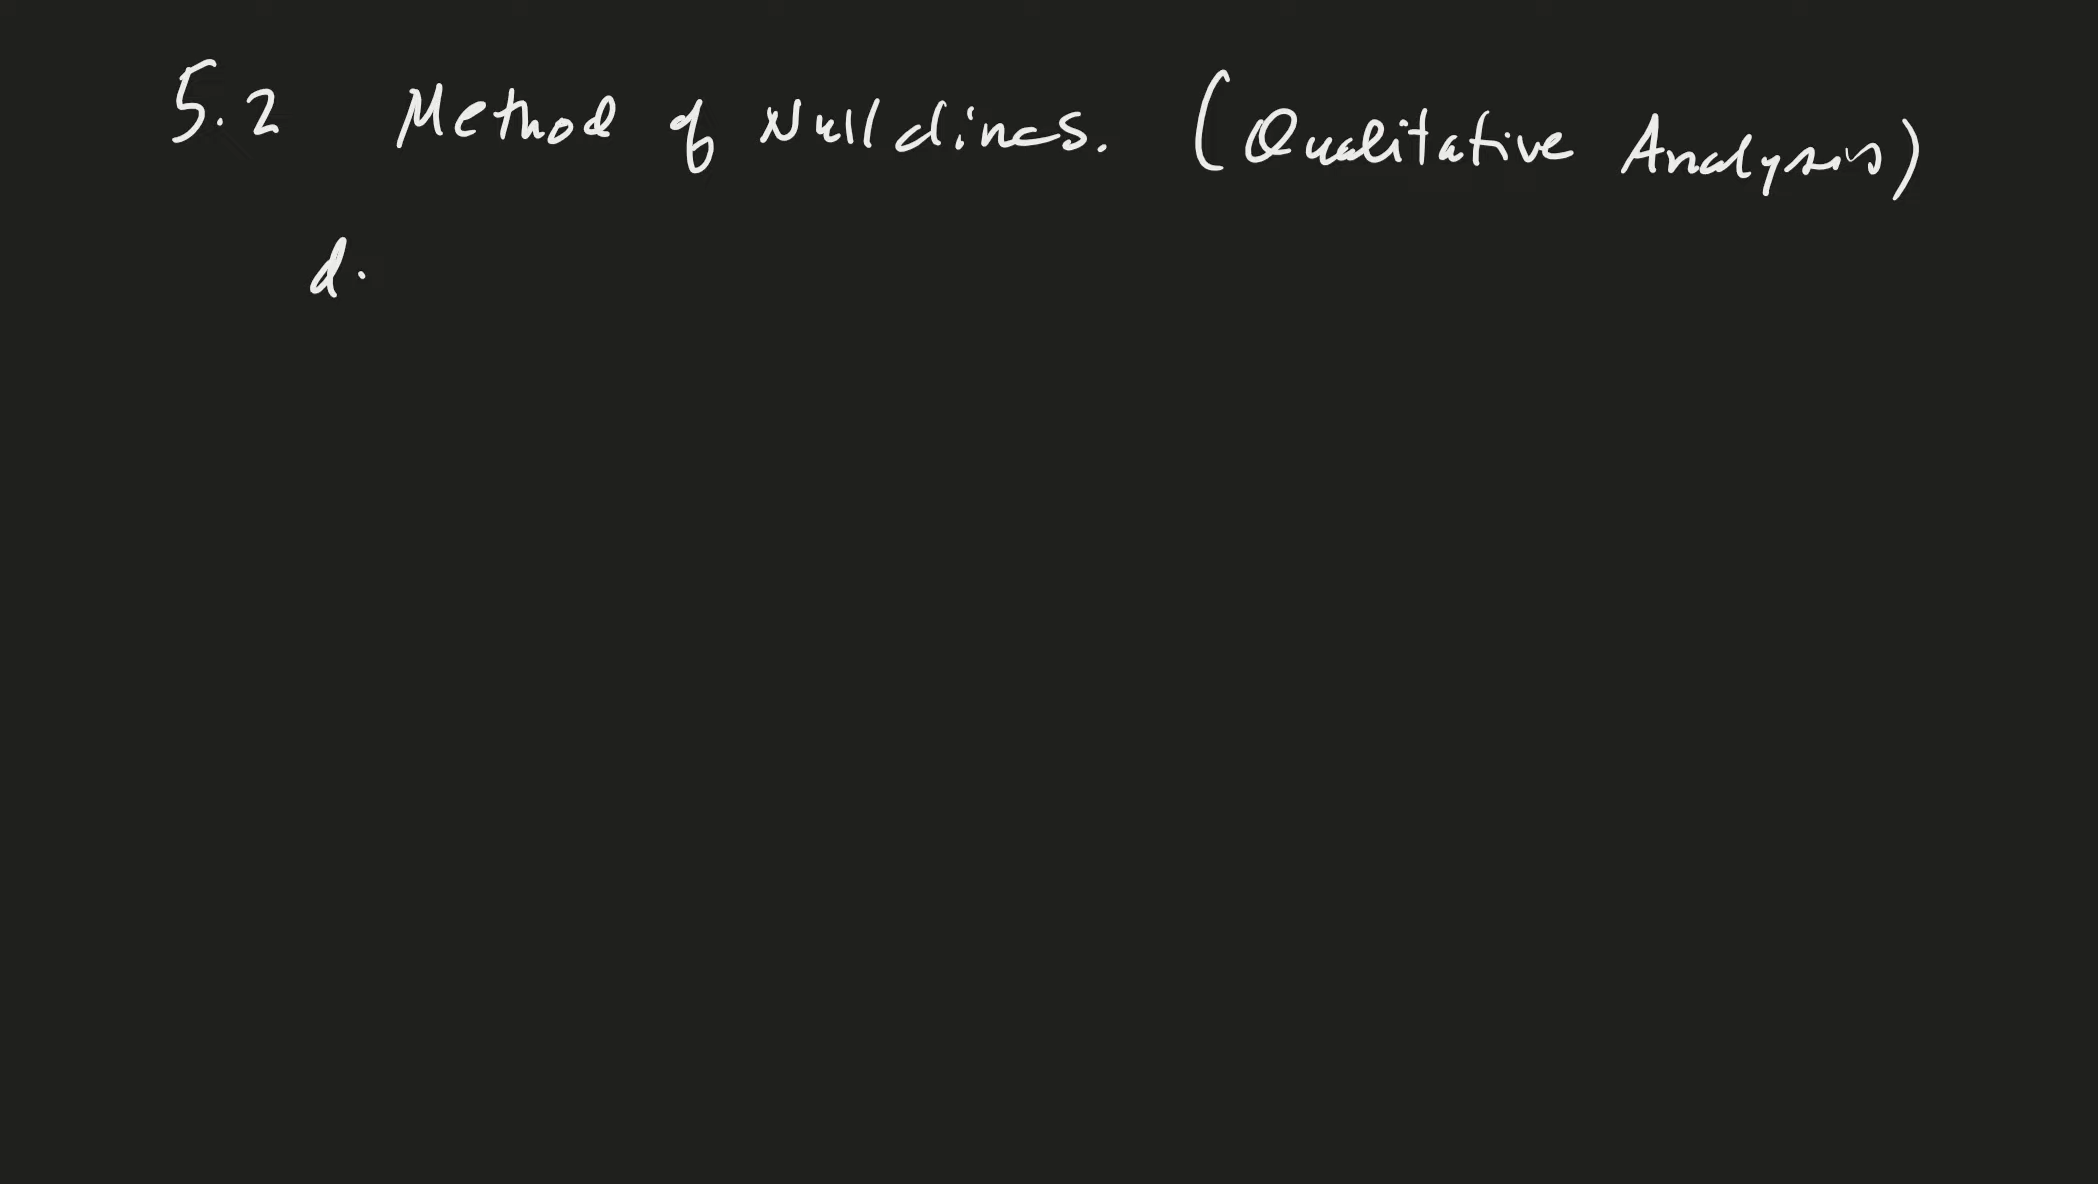 5.2 Method of Nullclines. (Qualitative Analysis)
d.